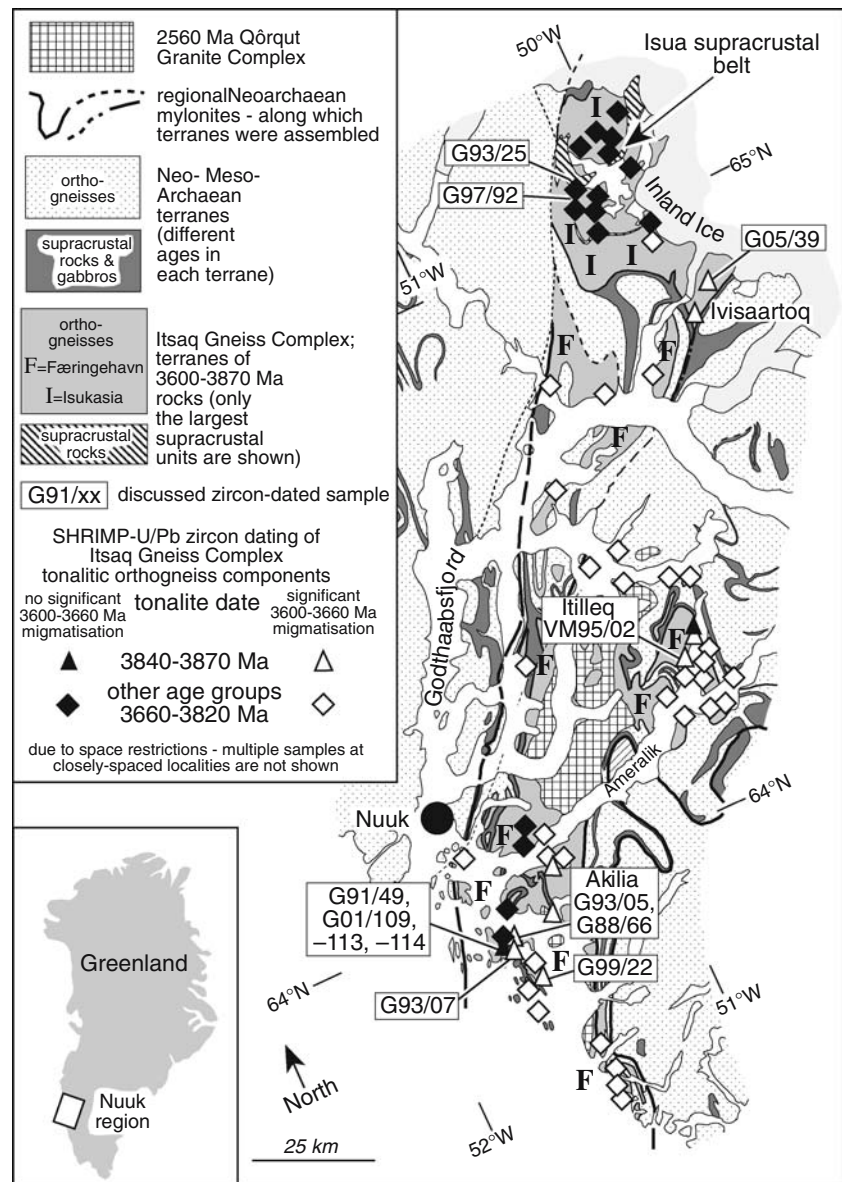 2560 Ma Qôrqut
Granite Complex
regionalNeoarchaean
mylonites - along which
terranes were assembled
ortho-
gneisses
supracrustal
rocks &
gabbros
Neo- Meso-
Archaean
terranes
(different
ages in
each terrane)
ortho-
gneisses
F=Færingehavn
I=Isukasia
supracrustal
rocks
Itsaq Gneiss Complex;
terranes of
3600-3870 Ma
rocks (only
the largest
supracrustal
units are shown)
G91/xx discussed zircon-dated sample
SHRIMP-U/Pb zircon dating of
Itsaq Gneiss Complex
tonalitic orthogneiss components
no significant
3600-3660 Ma
migmatisation
tonalite date
significant
3600-3660 Ma
migmatisation
3840-3870 Ma
other age groups
3660-3820 Ma
due to space restrictions - multiple samples at
closely-spaced localities are not shown
Greenland
Nuuk
region
50°W
Isua supracrustal
belt
65°N
I
G93/25
G97/92
Inland Ice
I
I
I
G05/39
51°W
Ivisaartoq
F
F
F
Godthaabsfjord
Itilleq
VM95/02
F
F
F
Ameralik
64°N
Nuuk
F
F
G91/49,
G01/109,
–113, –114
Akilia
G93/05,
G88/66
F
G99/22
64°N
G93/07
51°W
F
North
52°W
25 km